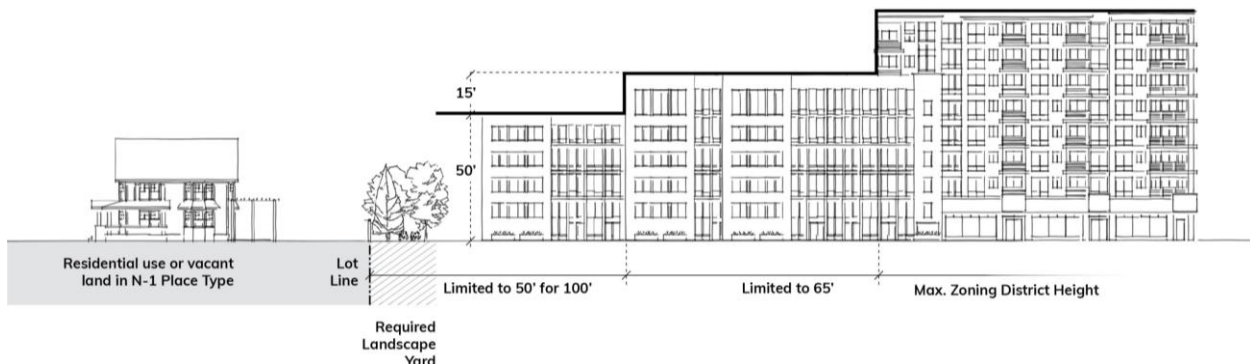 15'
50'
Residential use or vacant
land in N-1 Place Type
Lot
Line
Limited to 50' for 100'
Limited to 65'
Max. Zoning District Height
Required
Landscape
Yard